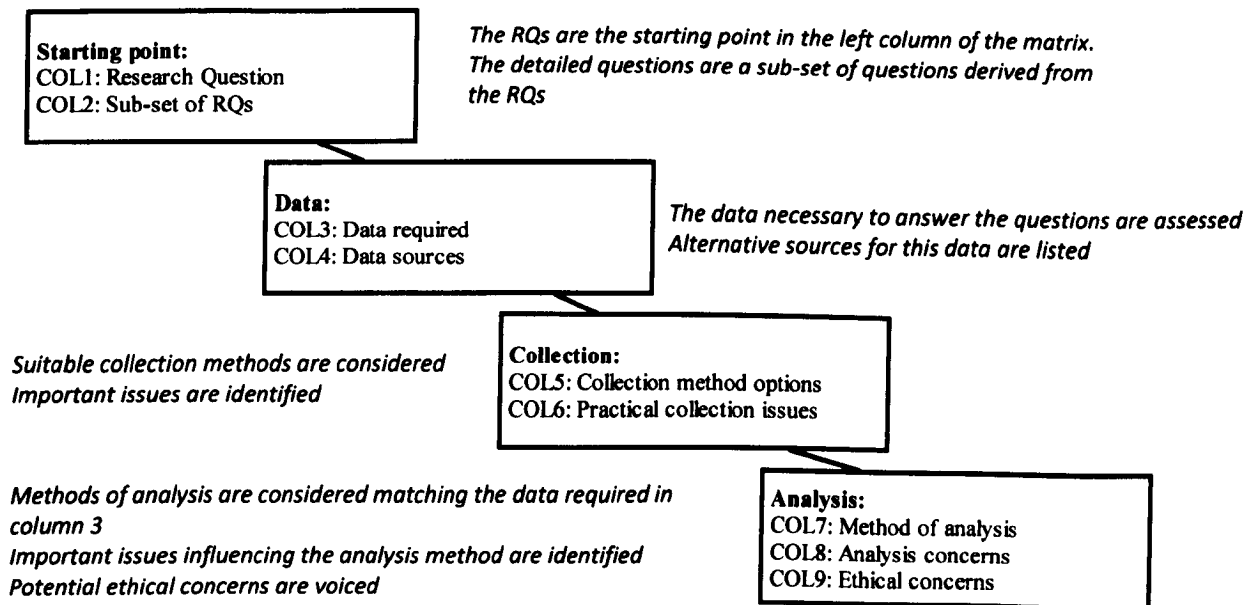 Starting point:
COL1: Research Question
COL2: Sub-set of RQs
The RQs are the starting point in the left column of the matrix.
The detailed questions are a sub-set of questions derived from
the RQs
Data:
COL3: Data required
COL4: Data sources
The data necessary to answer the questions are assessed
Alternative sources for this data are listed
Suitable collection methods are considered
Important issues are identified
Collection:
COL5: Collection method options
COL6: Practical collection issues
Methods of analysis are considered matching the data required in
column 3
Important issues influencing the analysis method are identified
Potential ethical concerns are voiced
Analysis:
COL7: Method of analysis
COL8: Analysis concerns
COL9: Ethical concerns